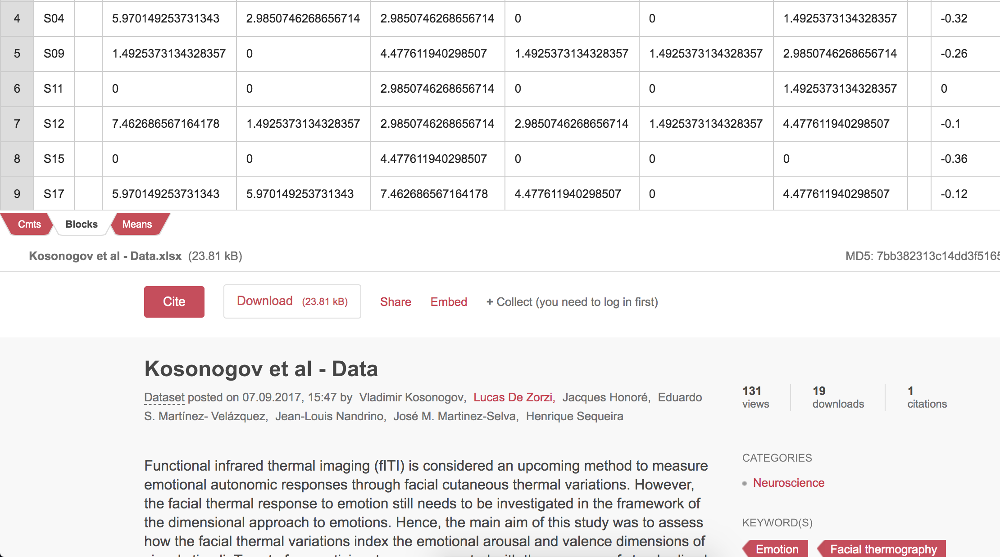 4 S04 5.970149253731343 2.9850746268656714 2.9850746268656714 0 0 1.4925373134328357 -0.32
5 S09 1.4925373134328357 0 4.477611940298507 1.4925373134328357 1.4925373134328357 2.9850746268656714 -0.26
6 S11 0 0 2.9850746268656714 0 0 1.4925373134328357 0
7 S12 7.462686567164178 1.4925373134328357 2.9850746268656714 2.9850746268656714 1.4925373134328357 4.477611940298507 -0.1
8 S15 0 0 4.477611940298507 0 0 0 -0.36
9 S17 5.970149253731343 5.970149253731343 7.462686567164178 4.477611940298507 0 4.477611940298507 -0.12
Cmts Blocks Means
Kosonogov et al - Data.xlsx (23.81 kB) MD5: 7bb382313c14dd3f5165
Cite Download (23.81 kB) Share Embed + Collect (you need to log in first)
Kosonogov et al - Data
Dataset posted on 07.09.2017, 15:47 by Vladimir Kosonogov, Lucas De Zorzi, Jacques Honoré, Eduardo
S. Martínez- Velázquez, Jean-Louis Nandrino, José M. Martinez-Selva, Henrique Sequeira
131 19 1
views downloads citations
Functional infrared thermal imaging (fITI) is considered an upcoming method to measure
emotional autonomic responses through facial cutaneous thermal variations. However,
the facial thermal response to emotion still needs to be investigated in the framework of
the dimensional approach to emotions. Hence, the main aim of this study was to assess
how the facial thermal variations index the emotional arousal and valence dimensions of
CATEGORIES
Neuroscience
KEYWORD(S)
Emotion Facial thermography